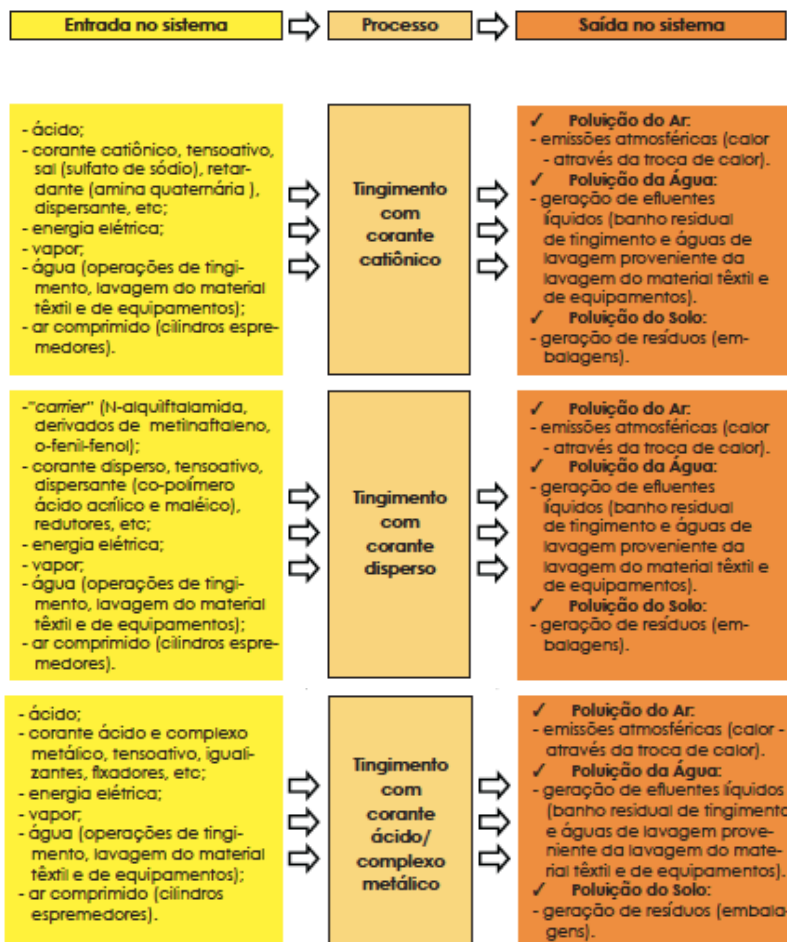 Entrada no sistema
Processo
Saída no sistema
- ácido;
- corante catiônico, tensoativo,
sal (sulfato de sódio), retar-
dante (amina quaternária ),
dispersante, etc;
- energia elétrica;
- vapor;
- água (operações de tingi-
mento, lavagem do material
têxtil e de equipamentos);
- ar comprimido (cilindros espre-
medores).
Tingimento
com
corante
catiônico
✓ Poluição do Ar:
- emissões atmosféricas (calor
- através da troca de calor).
✓ Poluição da Água:
- geração de efluentes
líquidos (banho residual
de tingimento e águas de
lavagem proveniente da
lavagem do material têxtil e
de equipamentos).
✓ Poluição do Solo:
- geração de resíduos (em-
balagens).
-"carrier" (N-alquilftalamida,
derivados de metilnaftaleno,
o-fenil-fenol);
- corante disperso, tensoativo,
dispersante (co-polímero
ácido acrílico e maléico),
redutores, etc;
- energia elétrica;
- vapor;
- água (operações de tingi-
mento, lavagem do material
têxtil e de equipamentos);
- ar comprimido (cilindros espre-
medores).
Tingimento
com
corante
disperso
✓ Poluição do Ar:
- emissões atmosféricas (calor
- através da troca de calor).
✓ Poluição da Água:
- geração de efluentes
líquidos (banho residual
de tingimento e águas de
lavagem proveniente da
lavagem do material têxtil e
de equipamentos).
✓ Poluição do Solo:
- geração de resíduos (em-
balagens).
- ácido;
- corante ácido e complexo
metálico, tensoativo, iguali-
zantes, fixadores, etc;
- energia elétrica;
- vapor;
- água (operações de tingi-
mento, lavagem do material
têxtil e de equipamentos);
- ar comprimido (cilindros
espremedores).
Tingimento
com
corante
ácido/
complexo
metálico
✓ Poluição do Ar:
- emissões atmosféricas (calor -
através da troca de calor).
✓ Poluição da Água:
- geração de efluentes líquidos
(banho residual de tingimento
e águas de lavagem prove-
niente da lavagem do mate-
rial têxtil e de equipamentos).
✓ Poluição do Solo:
- geração de resíduos (embala-
gens).